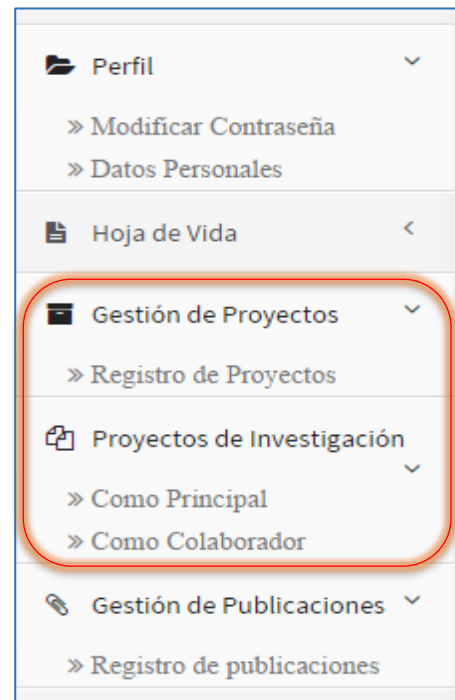 Perfil
» Modificar Contraseña
» Datos Personales
Hoja de Vida
Gestión de Proyectos
» Registro de Proyectos
Proyectos de Investigación
» Como Principal
» Como Colaborador
Gestión de Publicaciones
» Registro de publicaciones